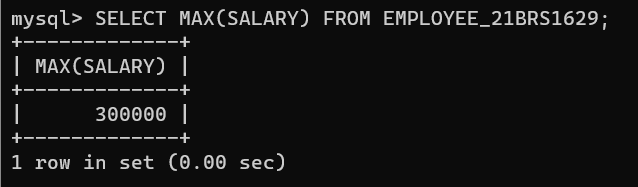 mysql> SELECT MAX(SALARY) FROM EMPLOYEE_21BRS1629;
+-------------+
| MAX(SALARY) |
+-------------+
|      300000 |
+-------------+
1 row in set (0.00 sec)